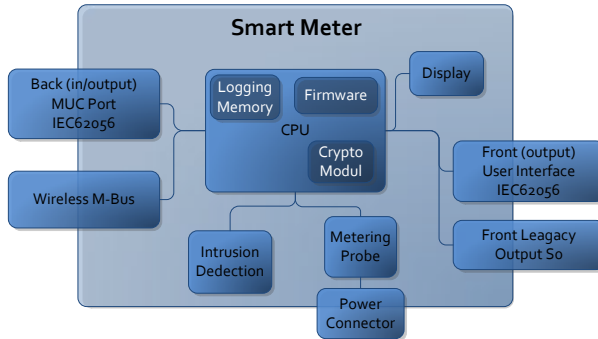 Smart Meter
Back (in/output)
MUC Port
IEC62056
Wireless M-Bus
Logging
Memory
Firmware
CPU
Crypto
Modul
Display
Front (output)
User Interface
IEC62056
Front Leagacy
Output So
Intrusion
Dedection
Metering
Probe
Power
Connector